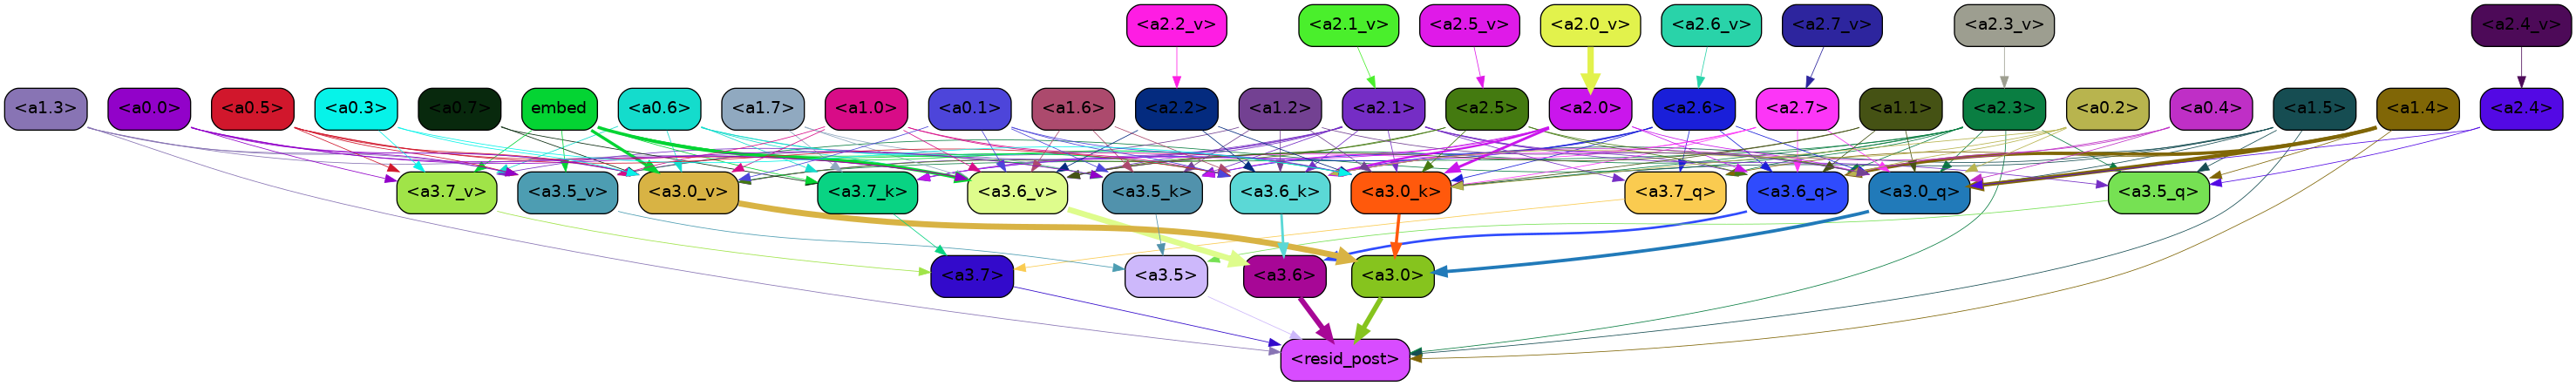 <a2.2_v> <a2.1_v> <a2.5_v> <a2.0_v> <a2.6_v> <a2.7_v> <a2.3_v> <a2.4_v>
<a1.3> <a0.0> <a0.5> <a0.3> <a0.7> embed <a0.6> <a1.7> <a1.0> <a0.1> <a1.6> <a2.2> <a1.2> <a2.1> <a2.5> <a2.0> <a2.6> <a2.7> <a1.1> <a2.3> <a0.2> <a0.4> <a1.5> <a1.4> <a2.4>
<a3.7_v> <a3.5_v> <a3.0_v> <a3.7_k> <a3.6_v> <a3.5_k> <a3.6_k> <a3.0_k> <a3.7_q> <a3.6_q> <a3.0_q> <a3.5_q>
<a3.7> <a3.5> <a3.6> <a3.0>
<resid_post>